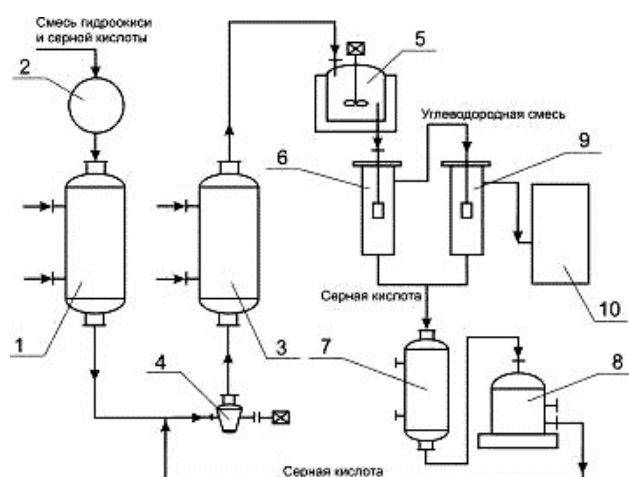 Смесь гидроокиси
и серной кислоты
2
5
Углеводородная смесь
6
9
Серная кислота
10
1
3
4
7
8
Серная кислота